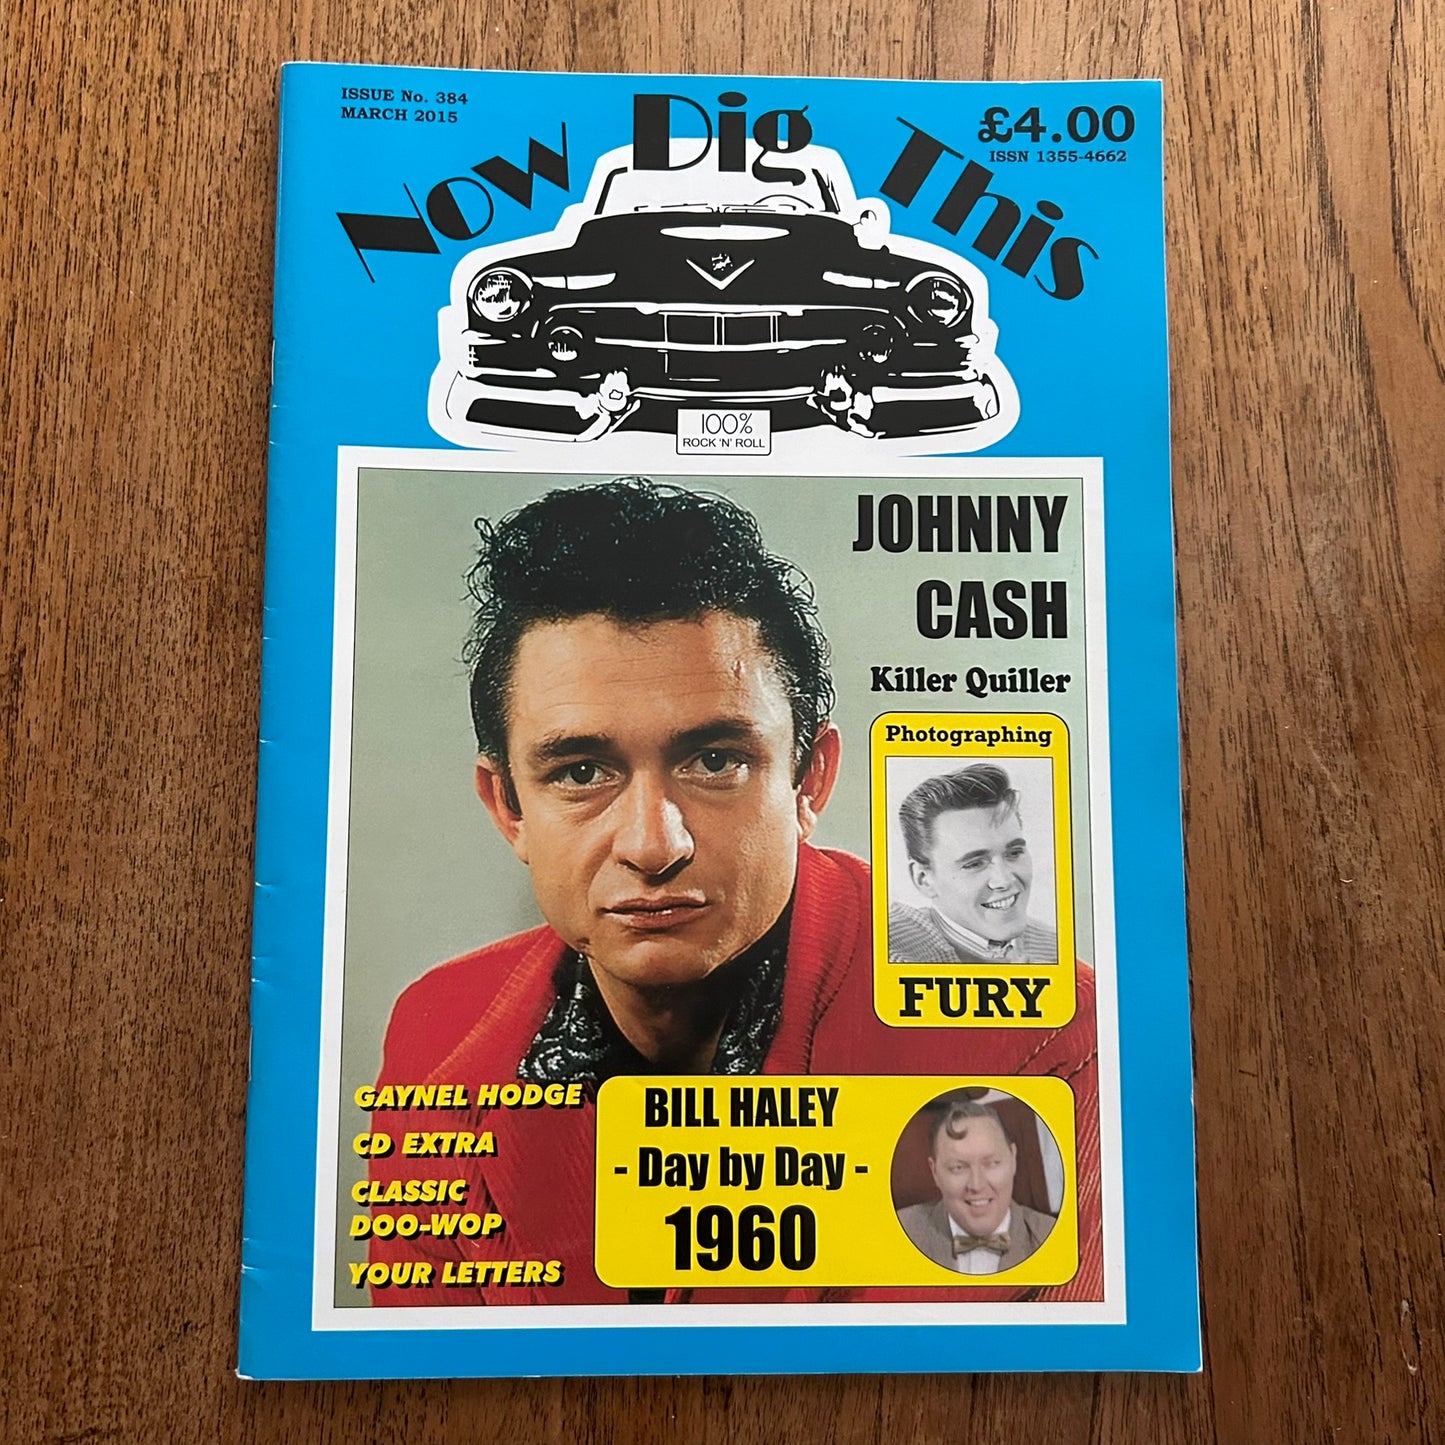 ISSUE No. 384
MARCH 2015
Now Dig This
£4.00
ISSN 1355-4662
100%
ROCK 'N' ROLL
JOHNNY
CASH
Killer Quiller
Photographing
FURY
GAYNEL HODGE
CD EXTRA
CLASSIC
DOO-WOP
YOUR LETTERS
BILL HALEY
- Day by Day -
1960